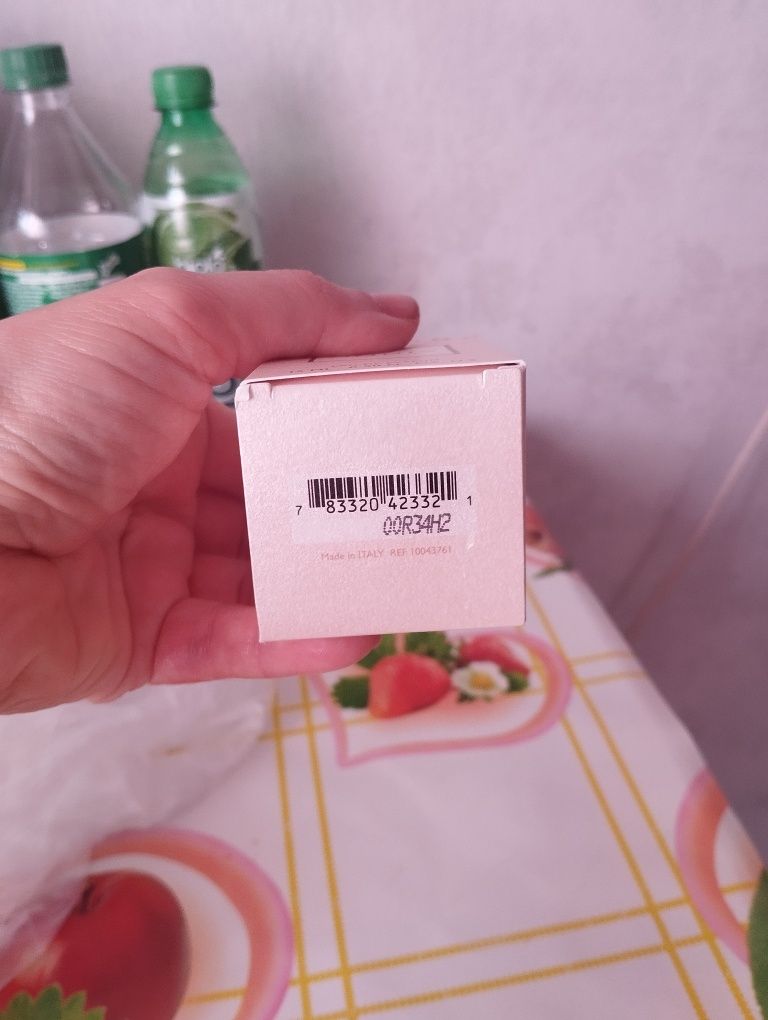 7 83320 42332 1
00R34H2
Made in ITALY REF 10043761